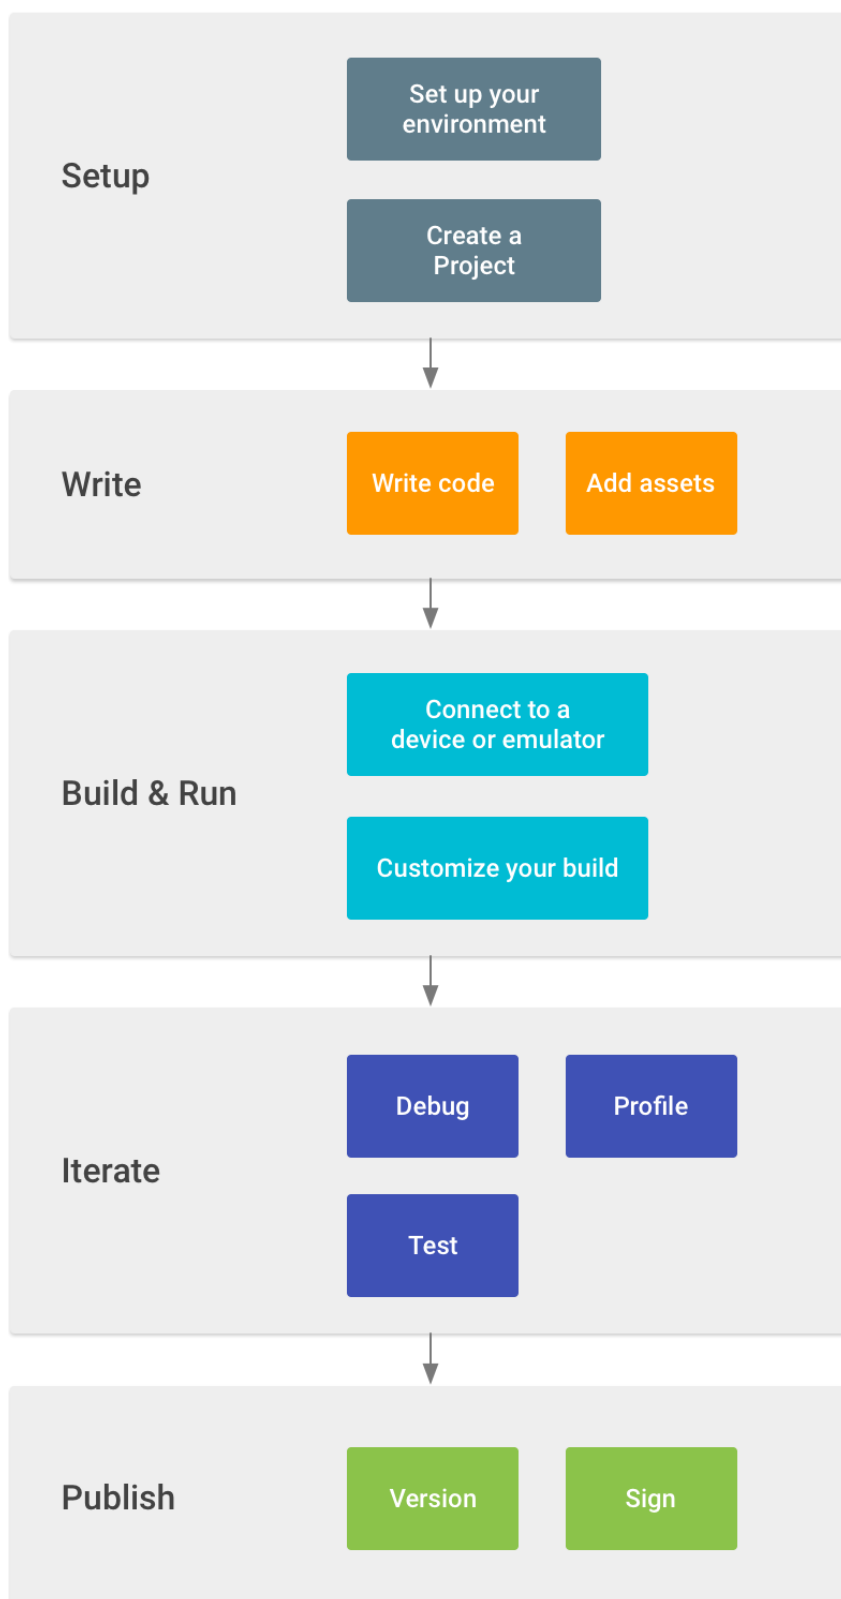 Setup
Set up your
environment
Create a
Project
Write
Write code
Add assets
Build & Run
Connect to a
device or emulator
Customize your build
Iterate
Debug
Profile
Test
Publish
Version
Sign